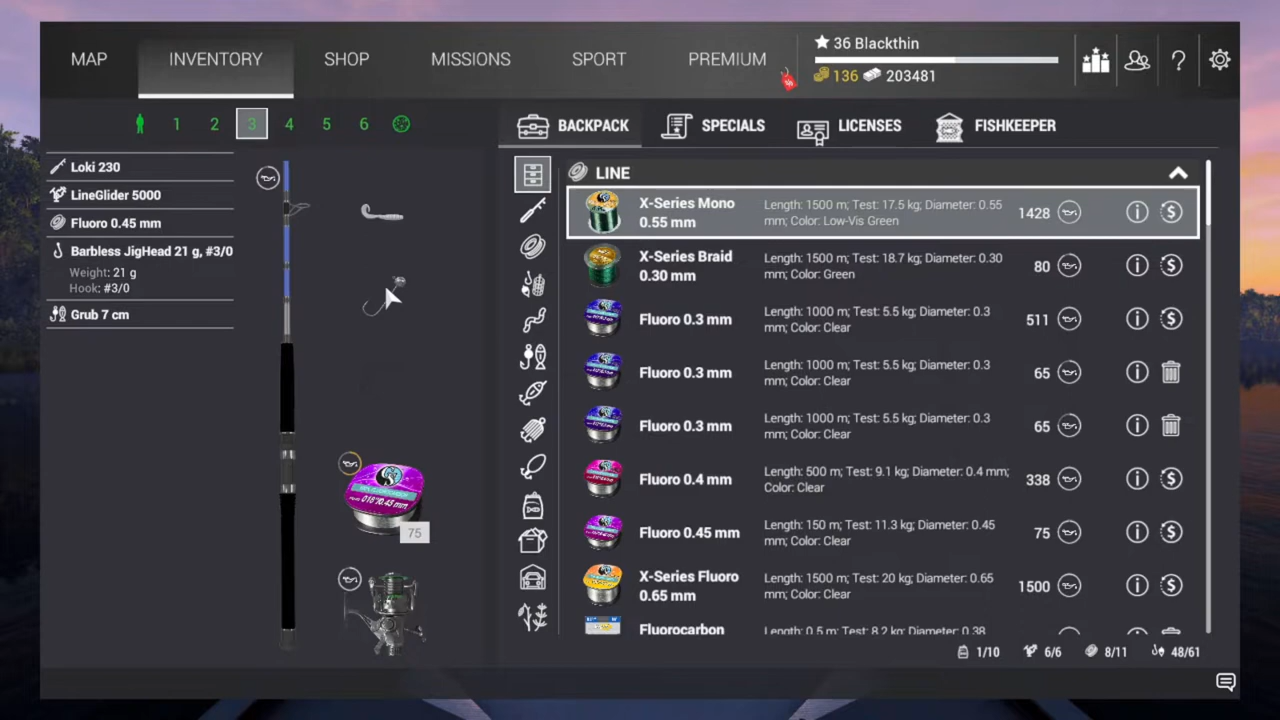 MAP
INVENTORY
SHOP
MISSIONS
SPORT
PREMIUM
36 Blackthin
136 203481
1 2 3 4 5 6
Loki 230
LineGlider 5000
Fluoro 0.45 mm
Barbless JigHead 21 g, #3/0
Weight: 21 g
Hook: #3/0
Grub 7 cm
75
BACKPACK
SPECIALS
LICENSES
FISHKEEPER
LINE
X-Series Mono
0.55 mm
Length: 1500 m; Test: 17.5 kg; Diameter: 0.55
mm; Color: Low-Vis Green
1428
X-Series Braid
0.30 mm
Length: 1500 m; Test: 18.7 kg; Diameter: 0.30
mm; Color: Green
80
Fluoro 0.3 mm
Length: 1000 m; Test: 5.5 kg; Diameter: 0.3
mm; Color: Clear
511
Fluoro 0.3 mm
Length: 1000 m; Test: 5.5 kg; Diameter: 0.3
mm; Color: Clear
65
Fluoro 0.3 mm
Length: 1000 m; Test: 5.5 kg; Diameter: 0.3
mm; Color: Clear
65
Fluoro 0.4 mm
Length: 500 m; Test: 9.1 kg; Diameter: 0.4 mm;
Color: Clear
338
Fluoro 0.45 mm
Length: 150 m; Test: 11.3 kg; Diameter: 0.45
mm; Color: Clear
75
X-Series Fluoro
0.65 mm
Length: 1500 m; Test: 20 kg; Diameter: 0.65
mm; Color: Clear
1500
Fluorocarbon
Length: 0.5 m; Test: 8.2 kg; Diameter: 0.38
1/10
6/6
8/11
48/61